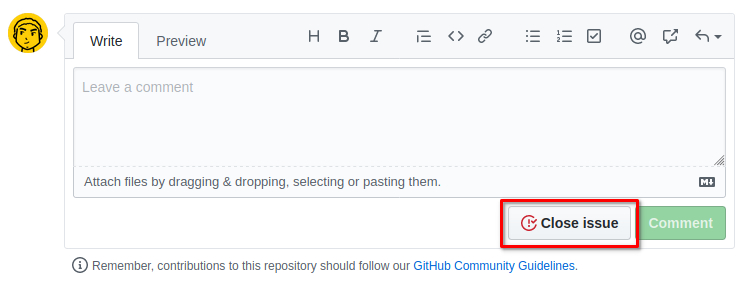 Write Preview H B I
Leave a comment
Attach files by dragging & dropping, selecting or pasting them.
Close issue Comment
Remember, contributions to this repository should follow our GitHub Community Guidelines.